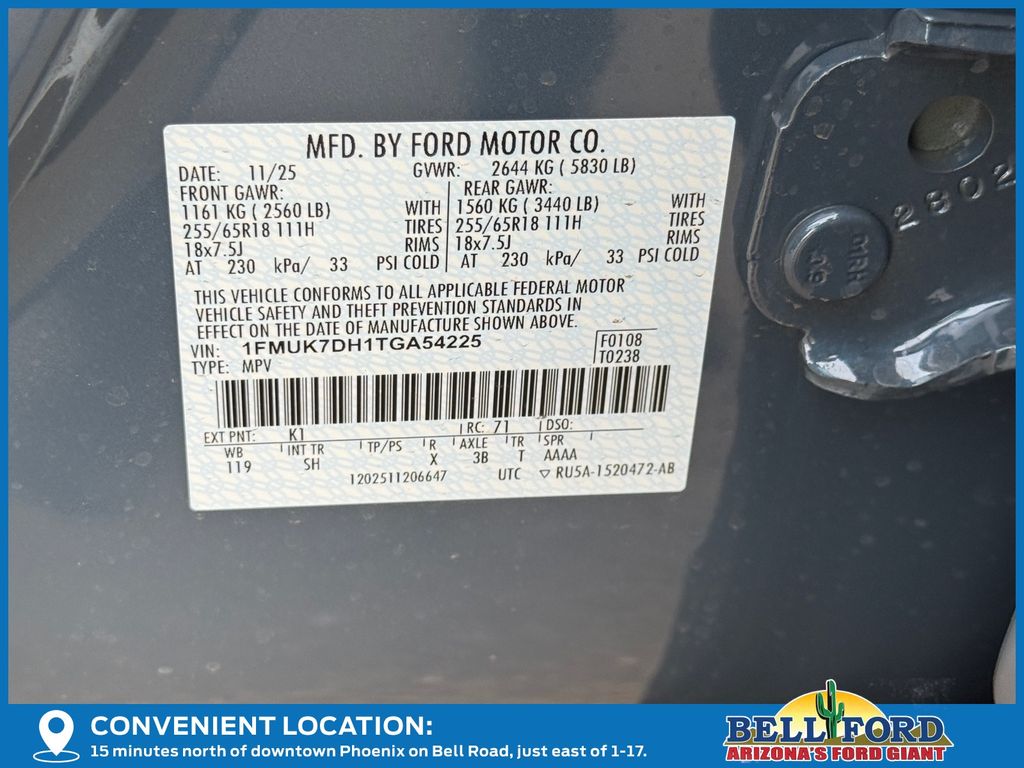 MFD. BY FORD MOTOR CO.
DATE: 11/25 GVWR: 2644 KG ( 5830 LB)
FRONT GAWR: REAR GAWR:
1161 KG ( 2560 LB) WITH 1560 KG ( 3440 LB) WITH
255/65R18 111H TIRES 255/65R18 111H TIRES
18x7.5J RIMS 18x7.5J RIMS
AT 230 kPa/ 33 PSI COLD AT 230 kPa/ 33 PSI COLD
THIS VEHICLE CONFORMS TO ALL APPLICABLE FEDERAL MOTOR
VEHICLE SAFETY AND THEFT PREVENTION STANDARDS IN
EFFECT ON THE DATE OF MANUFACTURE SHOWN ABOVE.
VIN: 1FMUK7DH1TGA54225 F0108
TYPE: MPV T0238
EXT PNT: K1 RC: 71 DSO:
WB INT TR TP/PS R AXLE TR SPR
119 SH X 3B T AAAA
1202511206647 UTC ▽ RU5A-1520472-AB
2802
CONVENIENT LOCATION:
15 minutes north of downtown Phoenix on Bell Road, just east of 1-17.
BELL FORD
ARIZONA'S FORD GIANT